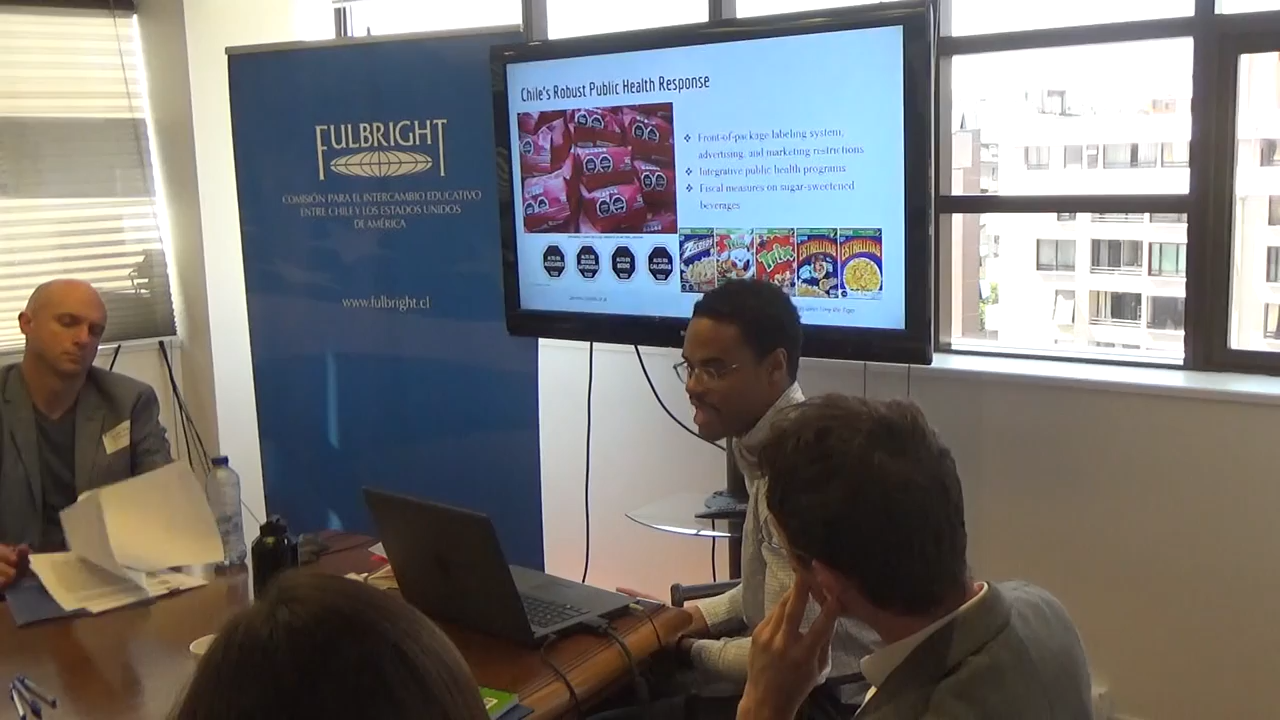 FULBRIGHT
COMISIÓN PARA EL INTERCAMBIO EDUCATIVO
ENTRE CHILE Y LOS ESTADOS UNIDOS
DE AMÉRICA
www.fulbright.cl
Chile's Robust Public Health Response
Front-of-package labeling system,
advertising, and marketing restrictions
Integrative public health programs
Fiscal measures on sugar-sweetened
beverages
ALTO EN AZÚCARES
ALTO EN GRASAS SATURADAS
ALTO EN SODIO
ALTO EN CALORÍAS
Trix
ESTRELLITAS
ESTRELLITAS